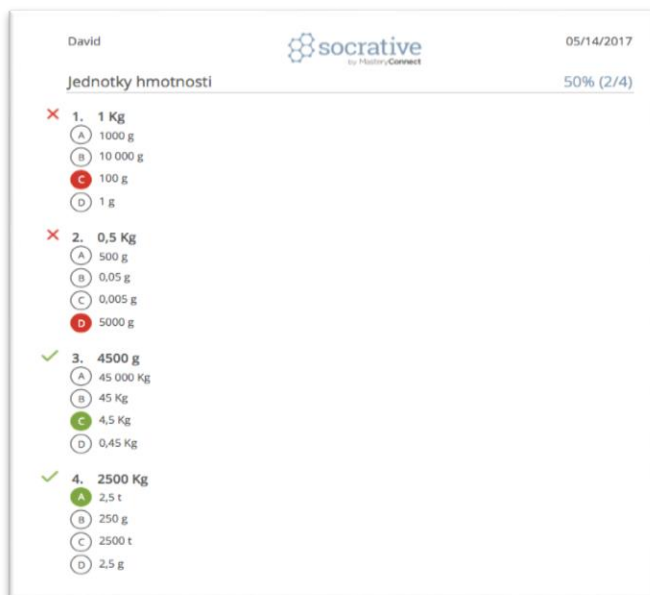 David
socrative
by MasteryConnect
05/14/2017
Jednotky hmotnosti
50% (2/4)
1. 1 Kg
A 1000 g
B 10 000 g
C 100 g
D 1 g
2. 0,5 Kg
A 500 g
B 0,05 g
C 0,005 g
D 5000 g
3. 4500 g
A 45 000 Kg
B 45 Kg
C 4,5 Kg
D 0,45 Kg
4. 2500 Kg
A 2,5 t
B 250 g
C 2500 t
D 2,5 g